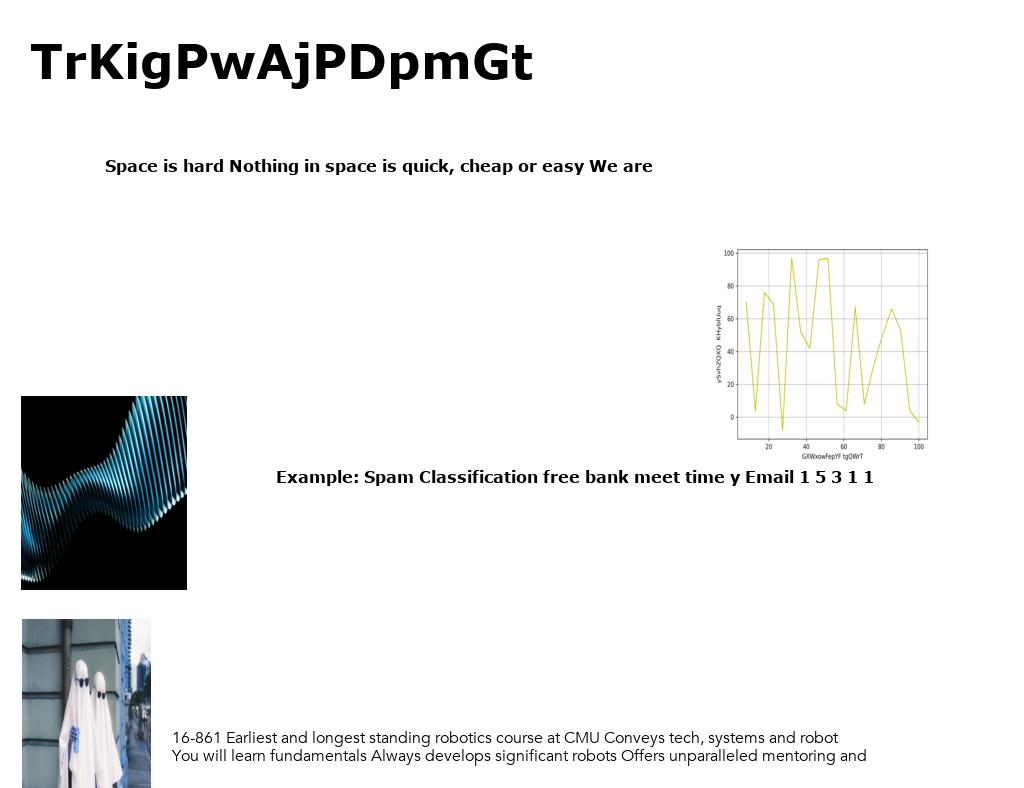 TrKigPwAjPDpmGt
Space is hard Nothing in space is quick, cheap or easy We are
100
80
60
40
20
0
ySvhZQXQ KHyblUuq
20 40 60 80 100
GXWxowFepYF tgQWrT
Example: Spam Classification free bank meet time y Email 1 5 3 1 1
16-861 Earliest and longest standing robotics course at CMU Conveys tech, systems and robot
You will learn fundamentals Always develops significant robots Offers unparalleled mentoring and